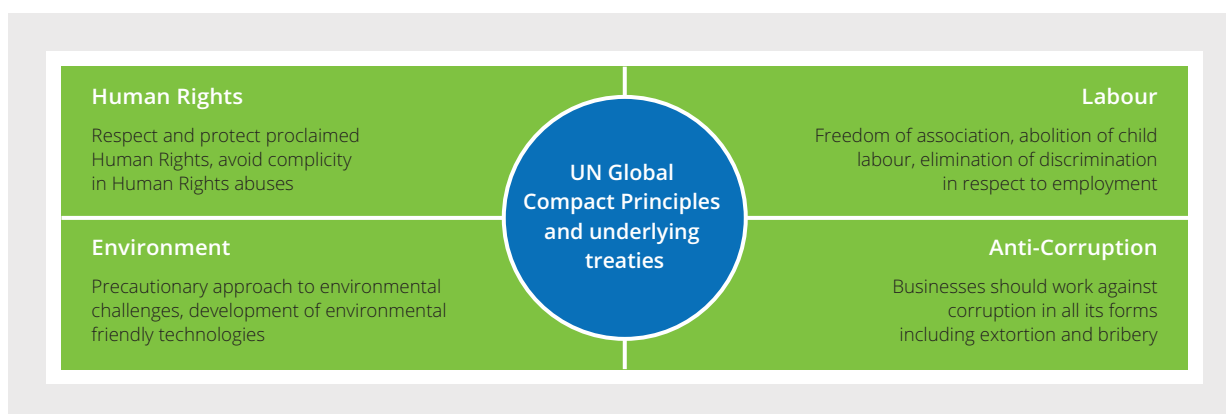 Human Rights
Respect and protect proclaimed
Human Rights, avoid complicity
in Human Rights abuses
Labour
Freedom of association, abolition of child
labour, elimination of discrimination
in respect to employment
UN Global
Compact Principles
and underlying
treaties
Environment
Precautionary approach to environmental
challenges, development of environmental
friendly technologies
Anti-Corruption
Businesses should work against
corruption in all its forms
including extortion and bribery